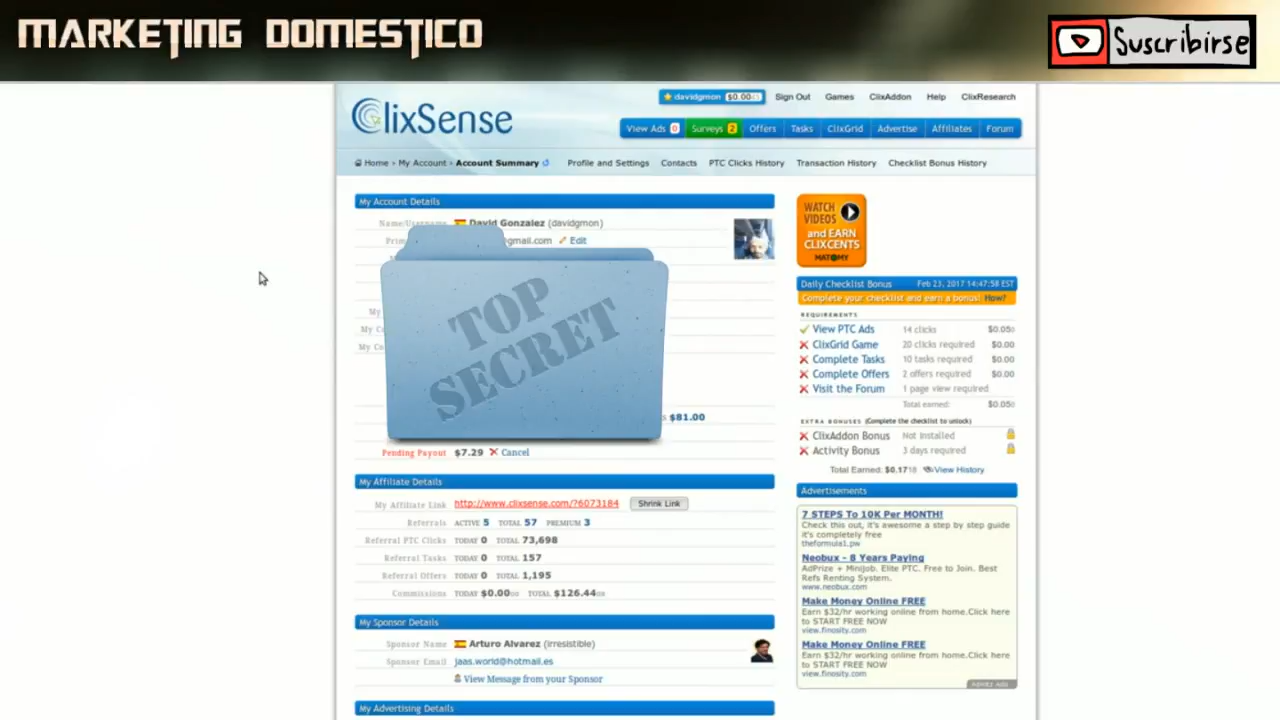 MARKETING DOMESTICO
Suscribirse
ClixSense
davidgmon $0.00
Sign Out Games ClixAddon Help ClixResearch
View Ads 0 Surveys 2 Offers Tasks ClixGrid Advertise Affiliates Forum
Home › My Account › Account Summary Profile and Settings Contacts PTC Clicks History Transaction History Checklist Bonus History
My Account Details
Name/Username David Gonzalez (davidgmon)
@gmail.com Edit
My
$81.00
TOP
SECRET
Pending Payout $7.29 Cancel
My Affiliate Details
My Affiliate Link http://www.clixsense.com/?6073184 Shrink Link
Referrals ACTIVE 5 TOTAL 57 PREMIUM 3
Referral PTC Clicks TODAY 0 TOTAL 73,698
Referral Tasks TODAY 0 TOTAL 157
Referral Offers TODAY 0 TOTAL 1,195
Commissions TODAY $0.00 TOTAL $126.44
My Sponsor Details
Sponsor Name Arturo Alvarez (irresistible)
Sponsor Email jaas.world@hotmail.es
View Message from your Sponsor
My Advertising Details
WATCH
VIDEOS
and EARN
CLIXCENTS
MATOMY
Daily Checklist Bonus Feb 23, 2017 14:47:58 EST
Complete your checklist and earn a bonus! How?
REQUIREMENTS
View PTC Ads 14 clicks $0.05
ClixGrid Game 20 clicks required $0.00
Complete Tasks 10 tasks required $0.00
Complete Offers 2 offers required $0.00
Visit the Forum 1 page view required
Total earned: $0.05
EXTRA BONUSES (Complete the checklist to unlock)
ClixAddon Bonus Not Installed
Activity Bonus 3 days required
Total Earned: $0.17 View History
Advertisements
7 STEPS To 10K Per MONTH!
Check this out, it's awesome a step by step guide
it's completely free
theformula1.pw
Neobux - 8 Years Paying
AdPrize + Minijob. Elite PTC. Free to Join. Best
Refs Renting System.
www.neobux.com
Make Money Online FREE
Earn $32/hr working online from home.Click here
to START FREE NOW
view.finosity.com
Make Money Online FREE
Earn $32/hr working online from home.Click here
to START FREE NOW
view.finosity.com